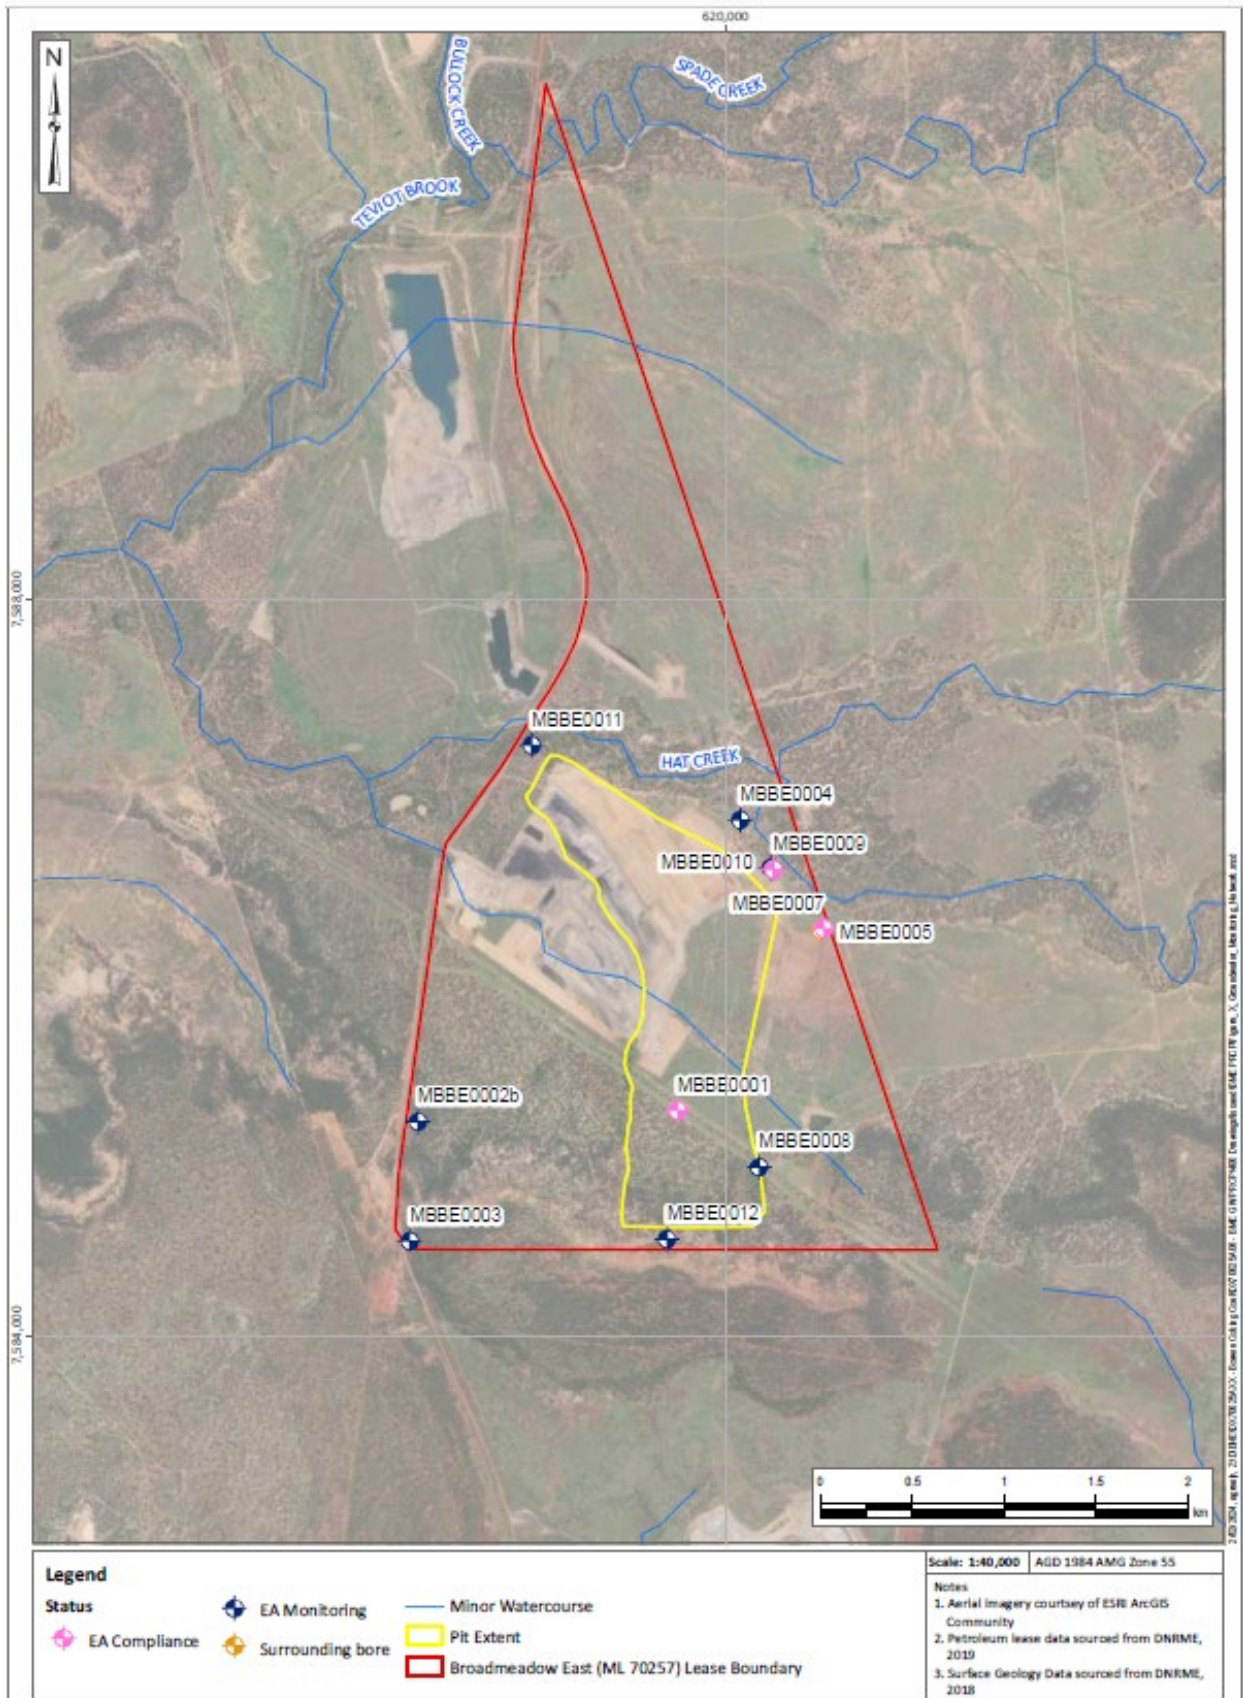 620,000
N
BULLOCK CREEK
SPADE CREEK
TEVIOT BROOK
7,588,000
MBBE0011
HAT CREEK
MBBE0004
MBBE0009
MBBE0010
MBBE0007
MBBE0005
MBBE0001
MBBE0002b
MBBE0008
MBBE0003
MBBE0012
7,584,000
0 0.5 1 1.5 2
km
Legend
Status
EA Compliance
EA Monitoring
Surrounding bore
Minor Watercourse
Pit Extent
Broadmeadow East (ML 70257) Lease Boundary
Scale: 1:40,000 AGD 1984 AMG Zone 55
Notes
1. Aerial Imagery courtsey of ESRI ArcGIS
Community
2. Petroleum lease data sourced from DNRME,
2019
3. Surface Geology Data sourced from DNRME,
2018